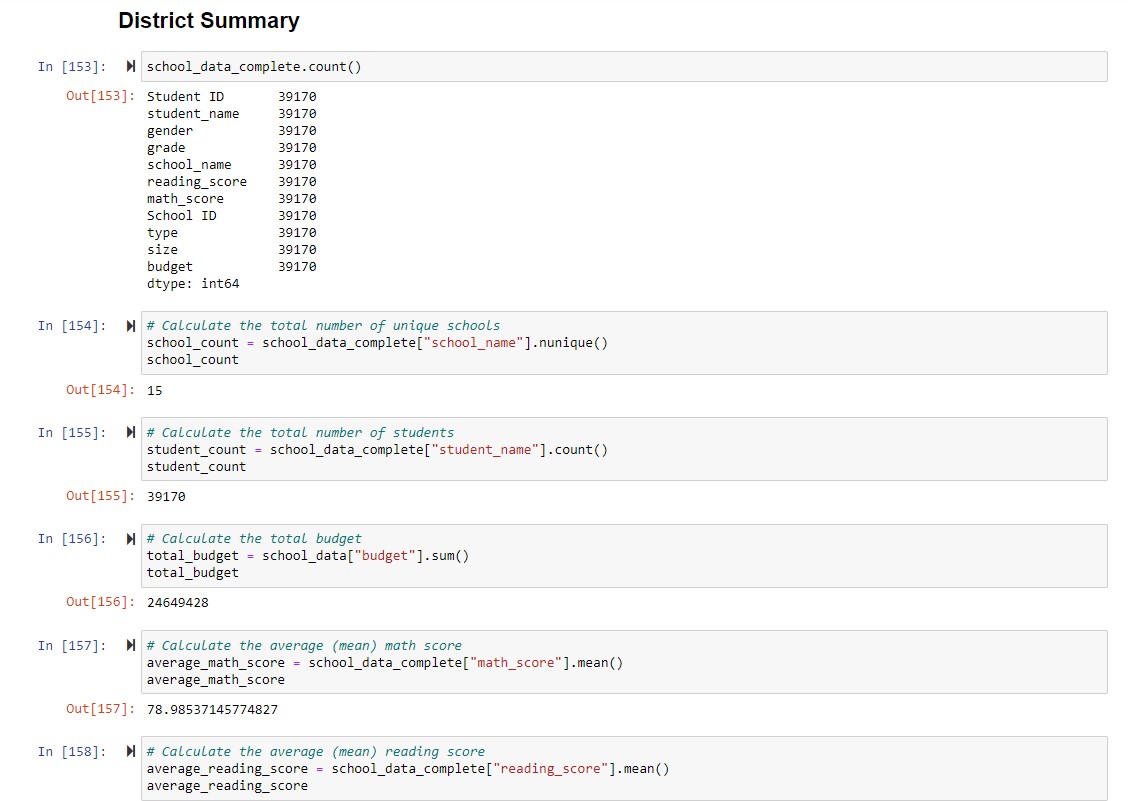 District Summary
In [153]: school_data_complete.count()
Out[153]: Student ID 39170
student_name 39170
gender 39170
grade 39170
school_name 39170
reading_score 39170
math_score 39170
School ID 39170
type 39170
size 39170
budget 39170
dtype: int64
In [154]: # Calculate the total number of unique schools
school_count = school_data_complete["school_name"].nunique()
school_count
Out[154]: 15
In [155]: # Calculate the total number of students
student_count = school_data_complete["student_name"].count()
student_count
Out[155]: 39170
In [156]: # Calculate the total budget
total_budget = school_data["budget"].sum()
total_budget
Out[156]: 24649428
In [157]: # Calculate the average (mean) math score
average_math_score = school_data_complete["math_score"].mean()
average_math_score
Out[157]: 78.98537145774827
In [158]: # Calculate the average (mean) reading score
average_reading_score = school_data_complete["reading_score"].mean()
average_reading_score